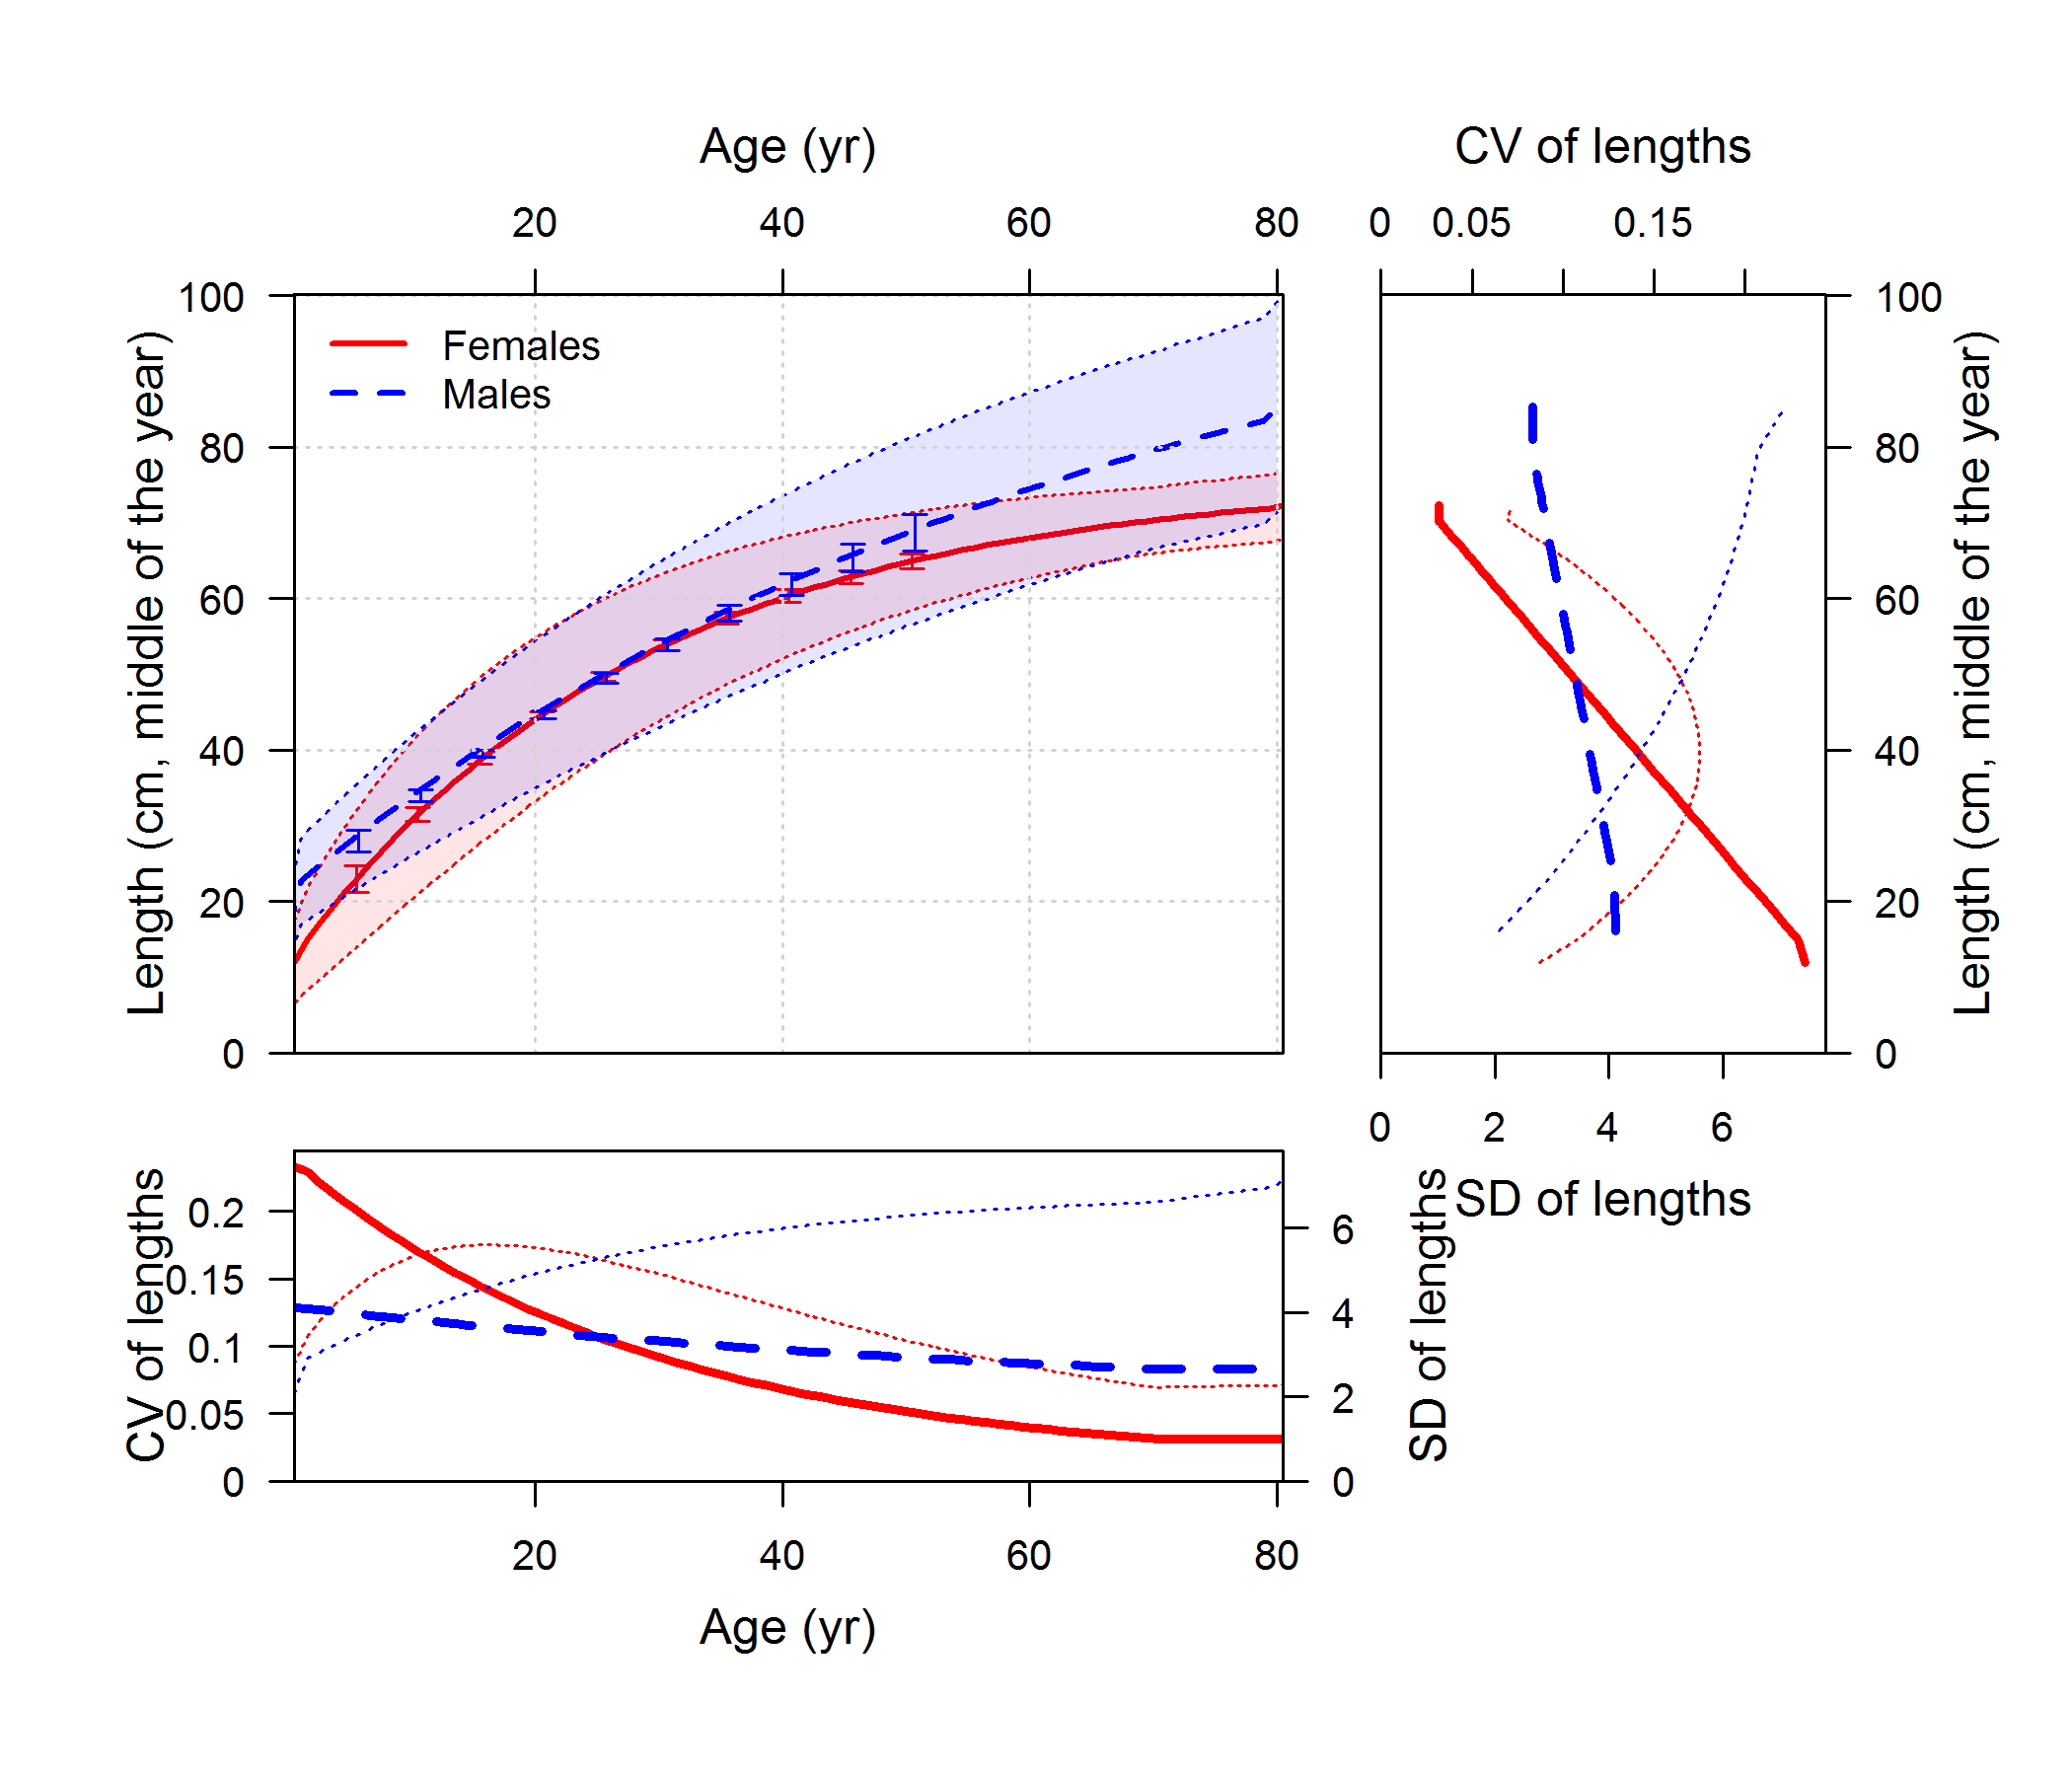 Age (yr)
CV of lengths
20 40 60 80
0 0.05 0.15
100
80
60
40
20
0
Length (cm, middle of the year)
Females
Males
100
80
60
40
20
0
Length (cm, middle of the year)
0 2 4 6
SD of lengths
CV of lengths
0.2
0.15
0.1
0.05
0
6
4
2
0
SD of lengths
20 40 60 80
Age (yr)